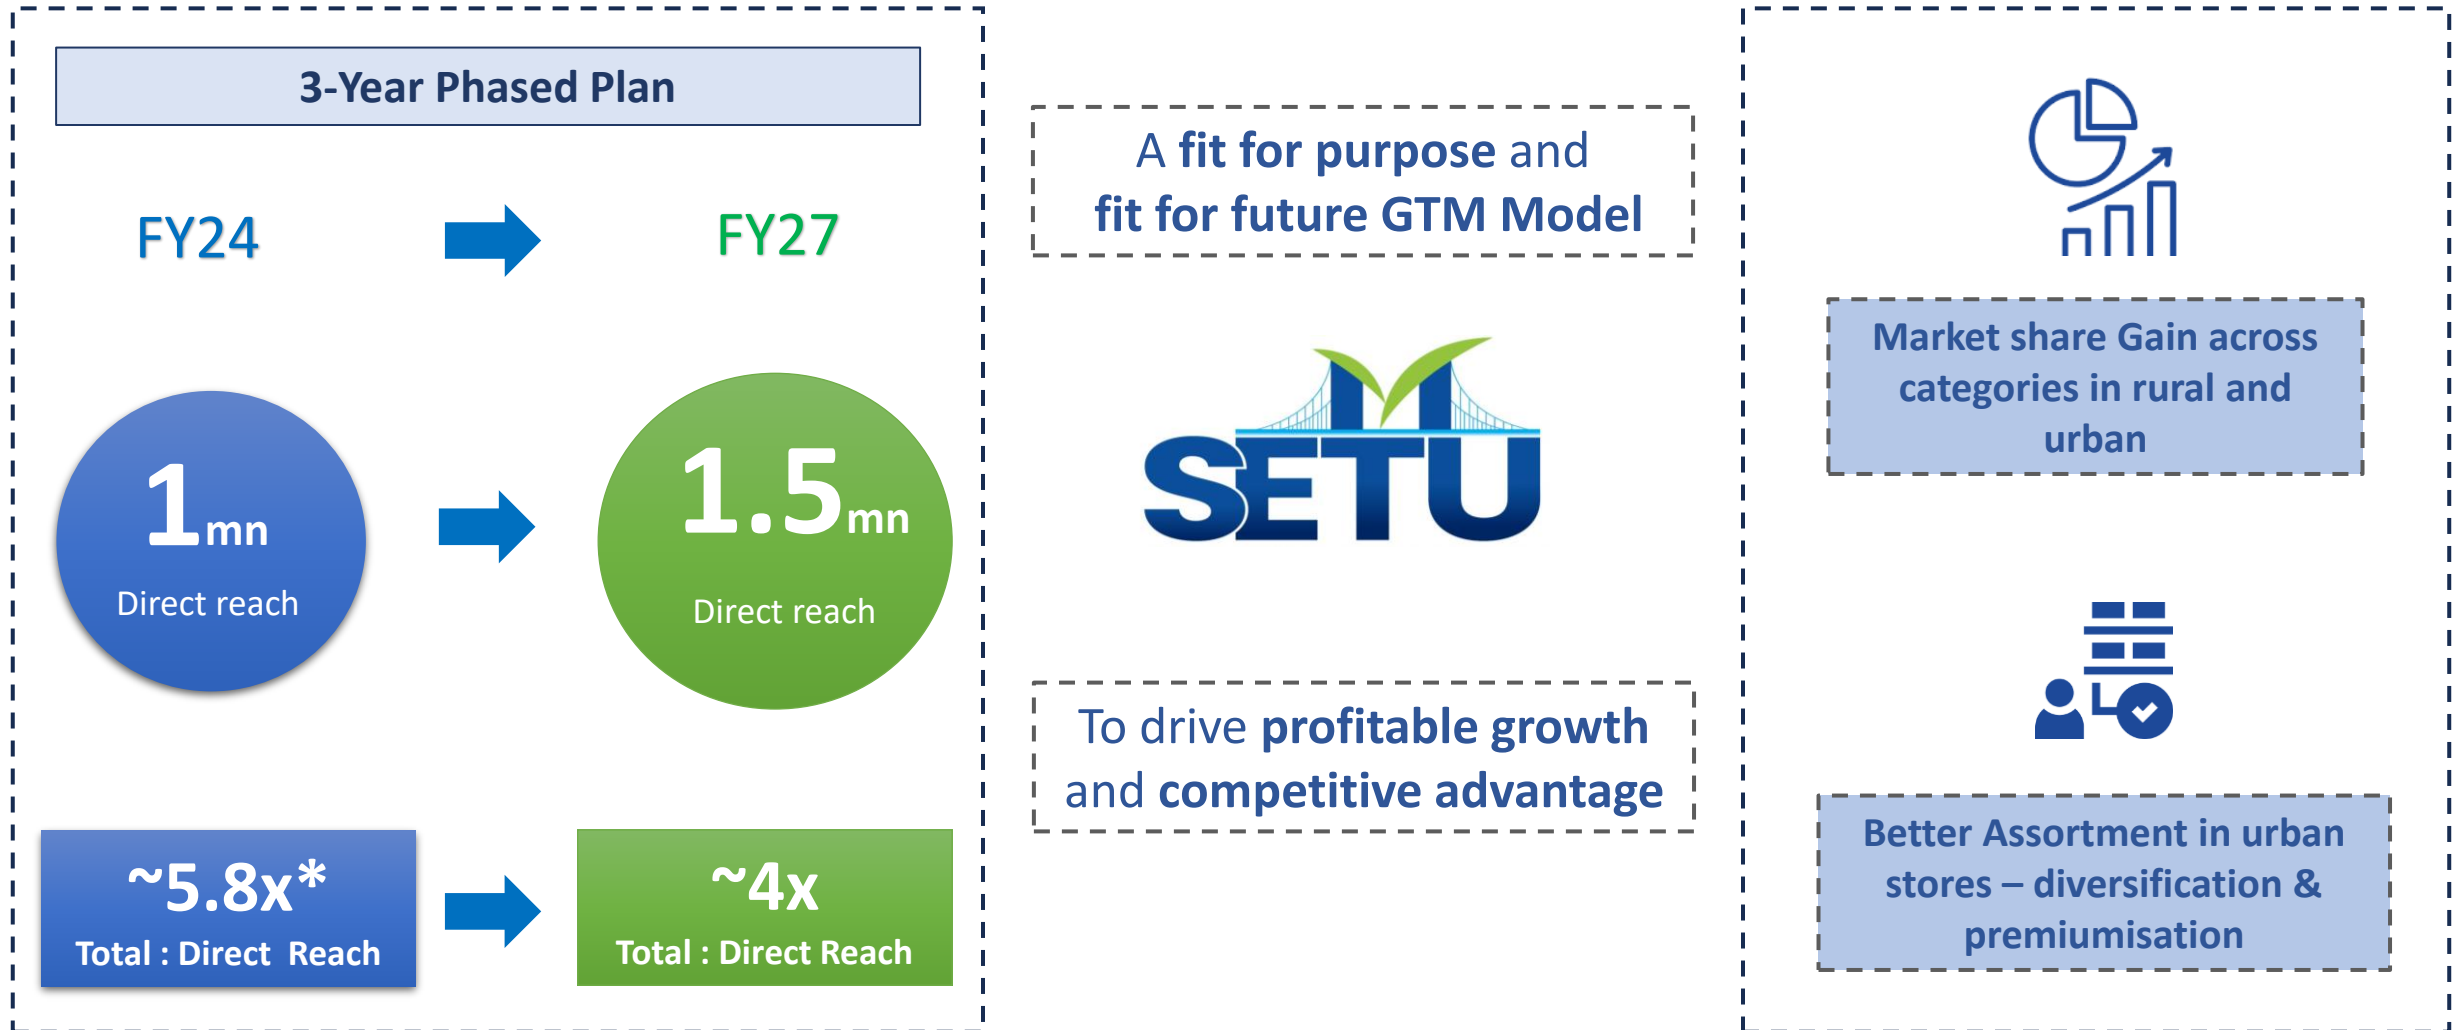 3-Year Phased Plan
FY24
FY27
1mn
Direct reach
1.5mn
Direct reach
~5.8x*
Total : Direct  Reach
~4x
Total : Direct Reach
A fit for purpose and
fit for future GTM Model
SETU
To drive profitable growth
and competitive advantage
Market share Gain across
categories in rural and
urban
Better Assortment in urban
stores – diversification &
premiumisation